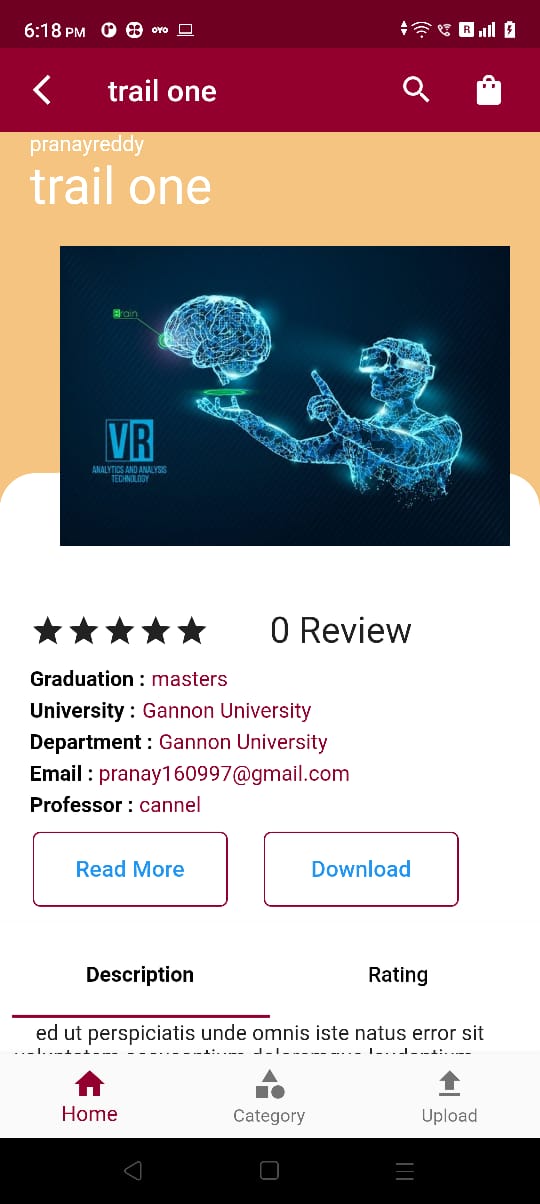 6:18 PM
OYO
R
trail one
pranayreddy
trail one
Brain
VR
ANALYTICS AND ANALYSIS
TECHNOLOGY
0 Review
Graduation : masters
University : Gannon University
Department : Gannon University
Email : pranay160997@gmail.com
Professor : cannel
Read More Download
Description Rating
ed ut perspiciatis unde omnis iste natus error sit
Home Category Upload